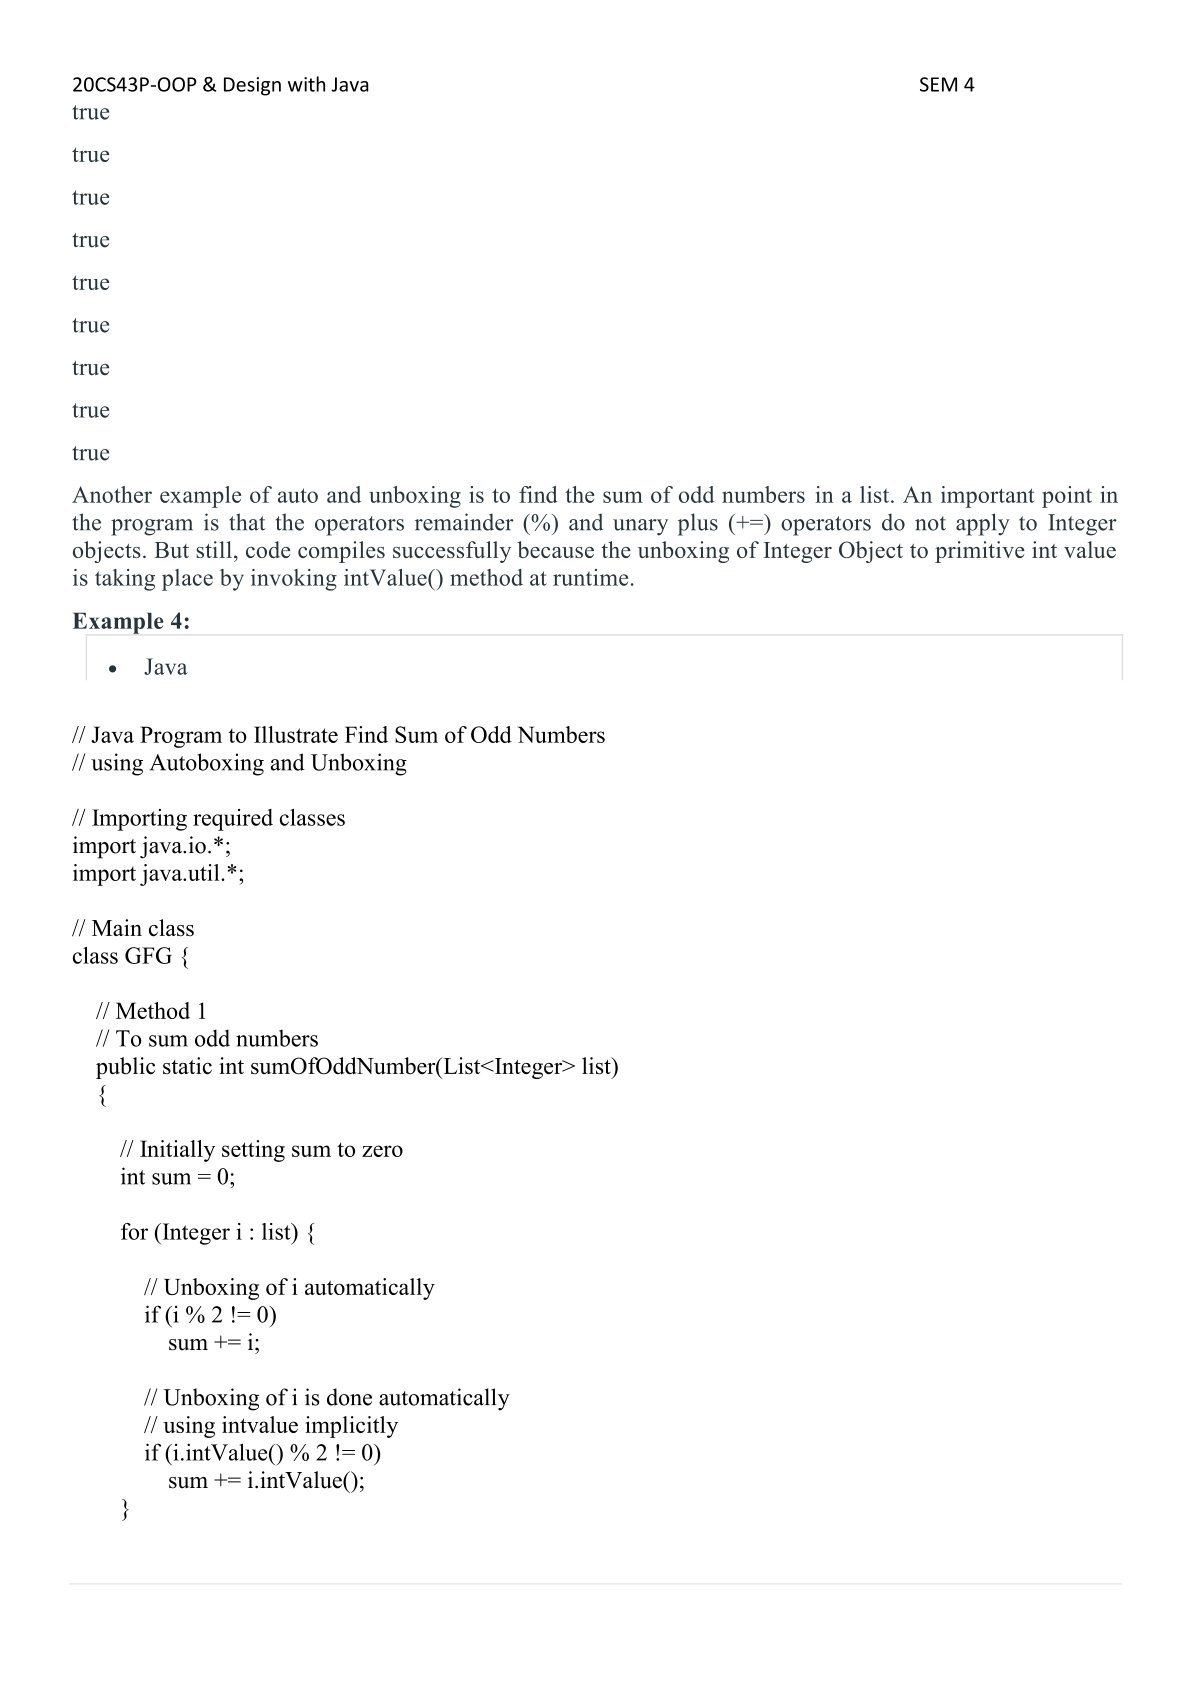 20CS43P-OOP & Design with Java SEM 4
true
true
true
true
true
true
true
true
true
Another example of auto and unboxing is to find the sum of odd numbers in a list. An important point in
the program is that the operators remainder (%) and unary plus (+=) operators do not apply to Integer
objects. But still, code compiles successfully because the unboxing of Integer Object to primitive int value
is taking place by invoking intValue() method at runtime.
Example 4:
• Java
// Java Program to Illustrate Find Sum of Odd Numbers
// using Autoboxing and Unboxing
// Importing required classes
import java.io.*;
import java.util.*;
// Main class
class GFG {
// Method 1
// To sum odd numbers
public static int sumOfOddNumber(List<Integer> list)
{
// Initially setting sum to zero
int sum = 0;
for (Integer i : list) {
// Unboxing of i automatically
if (i % 2 != 0)
sum += i;
// Unboxing of i is done automatically
// using intvalue implicitly
if (i.intValue() % 2 != 0)
sum += i.intValue();
}